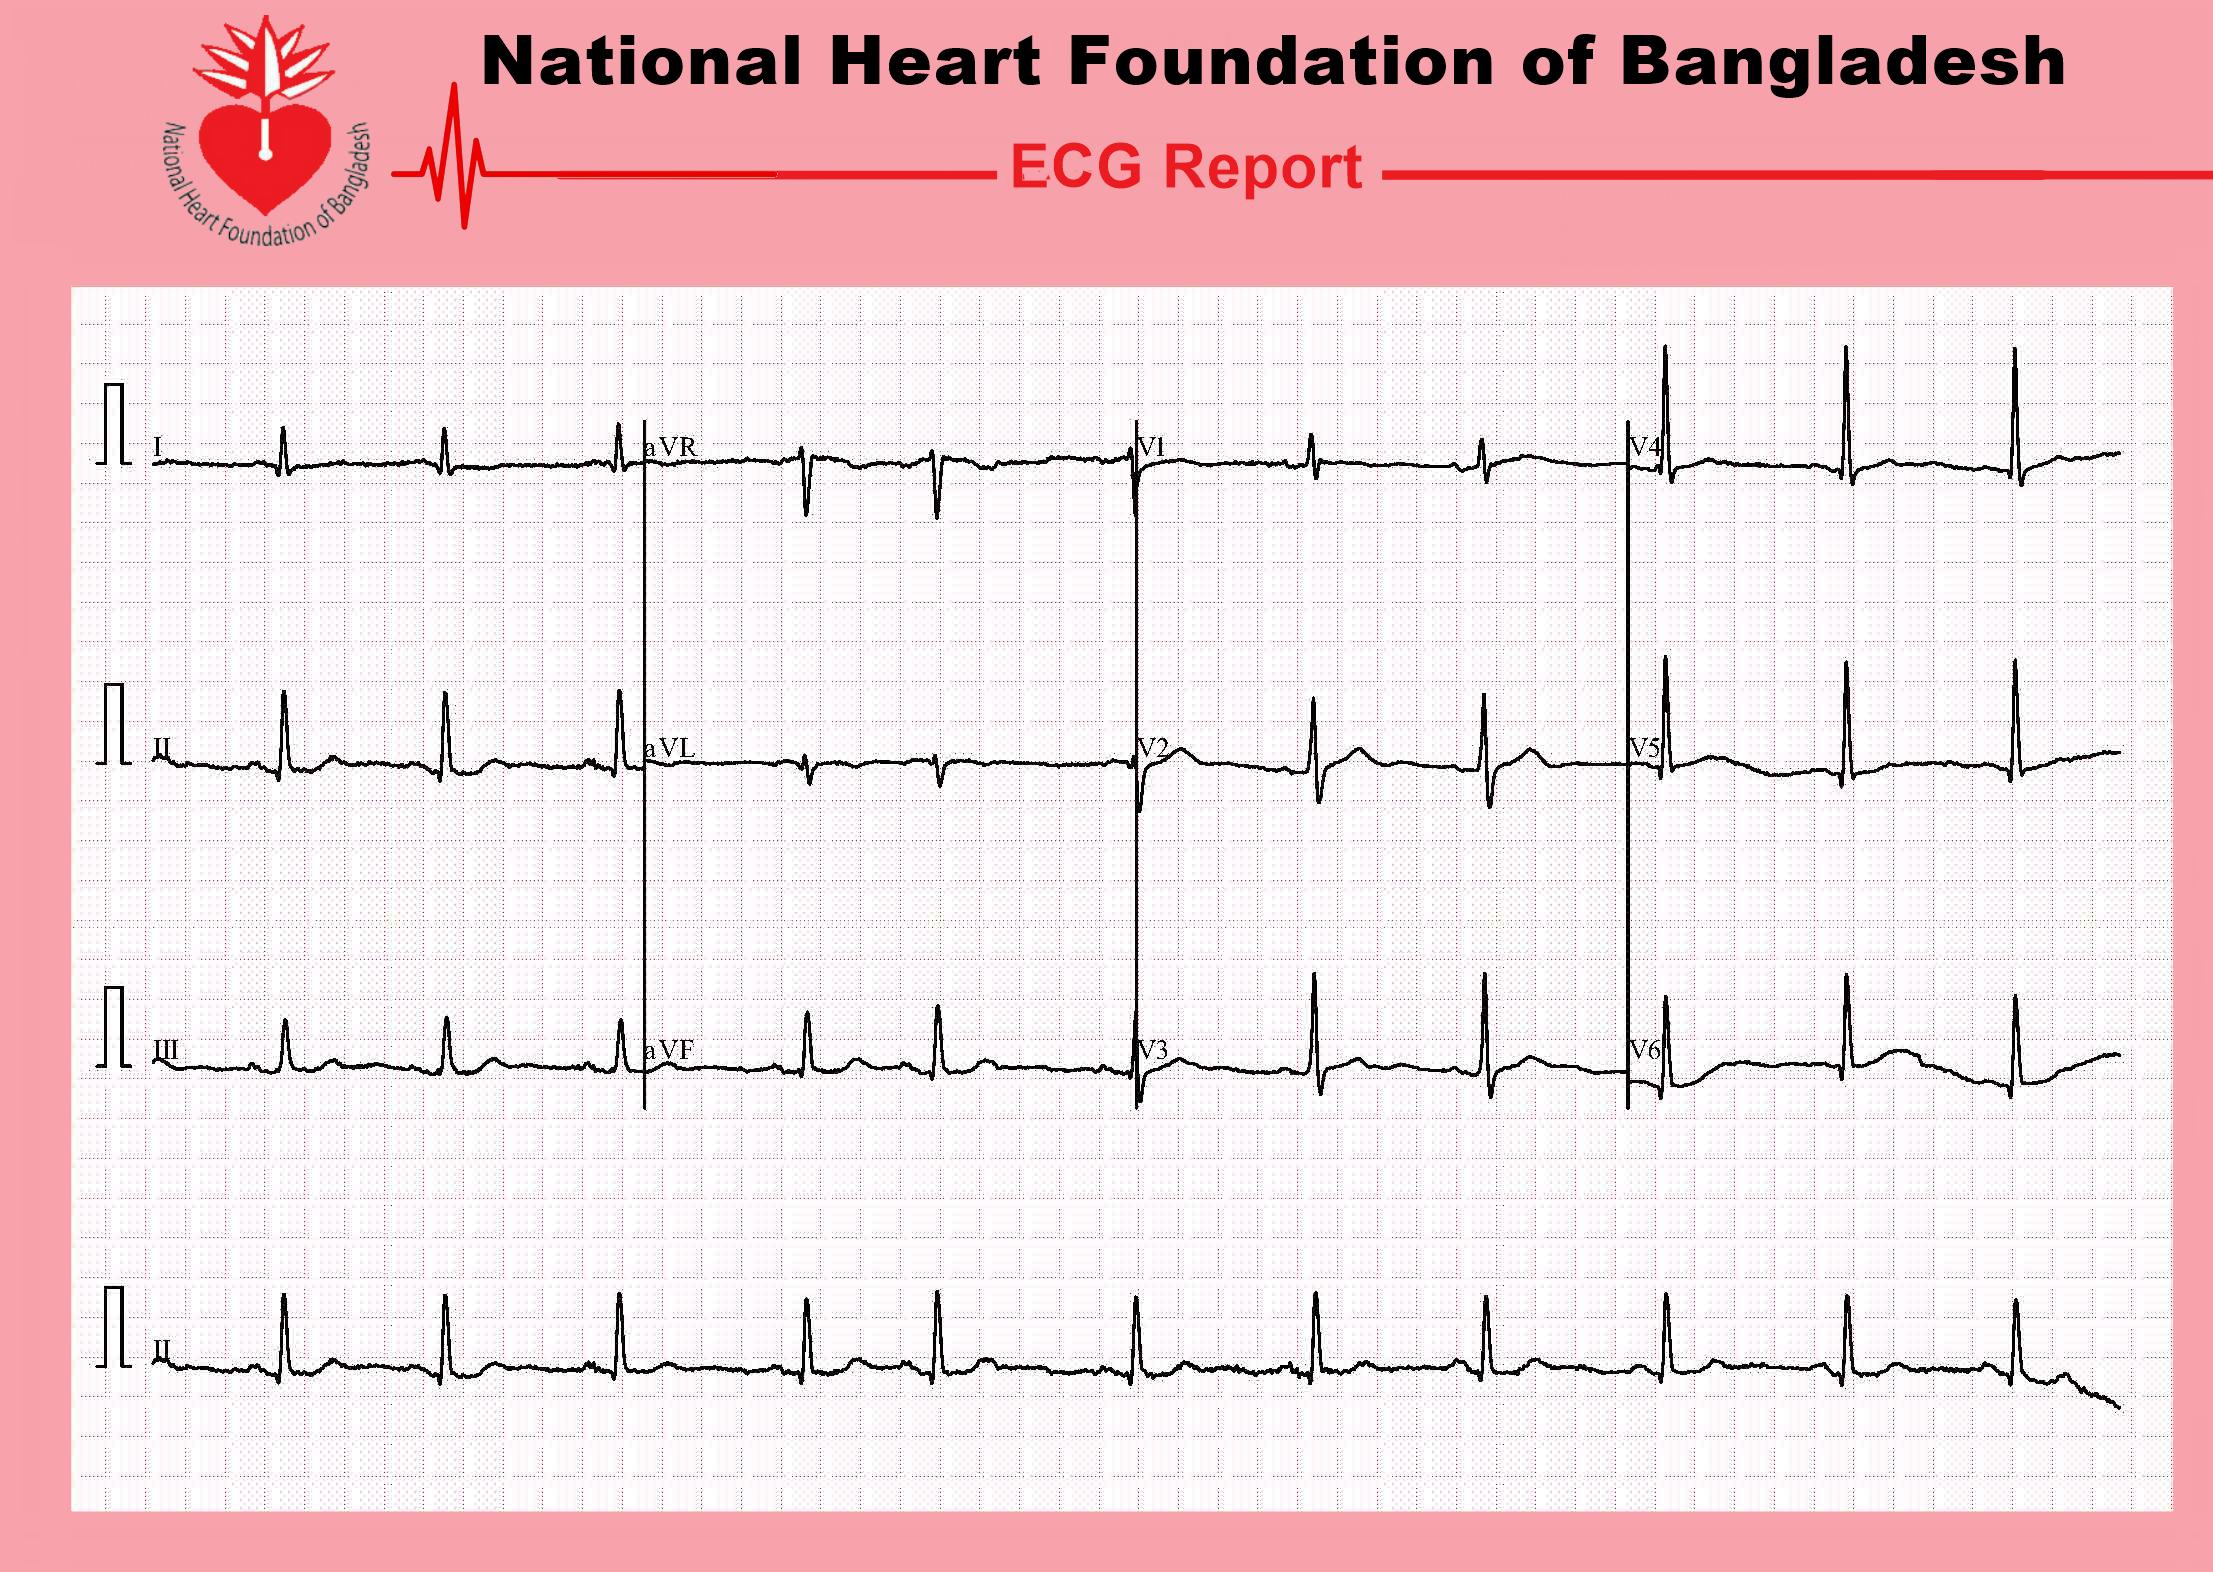 National Heart Foundation of Bangladesh
National Heart Foundation of Bangladesh
ECG Report
I aVR V1 V4
II aVL V2 V5
III aVF V3 V6
II